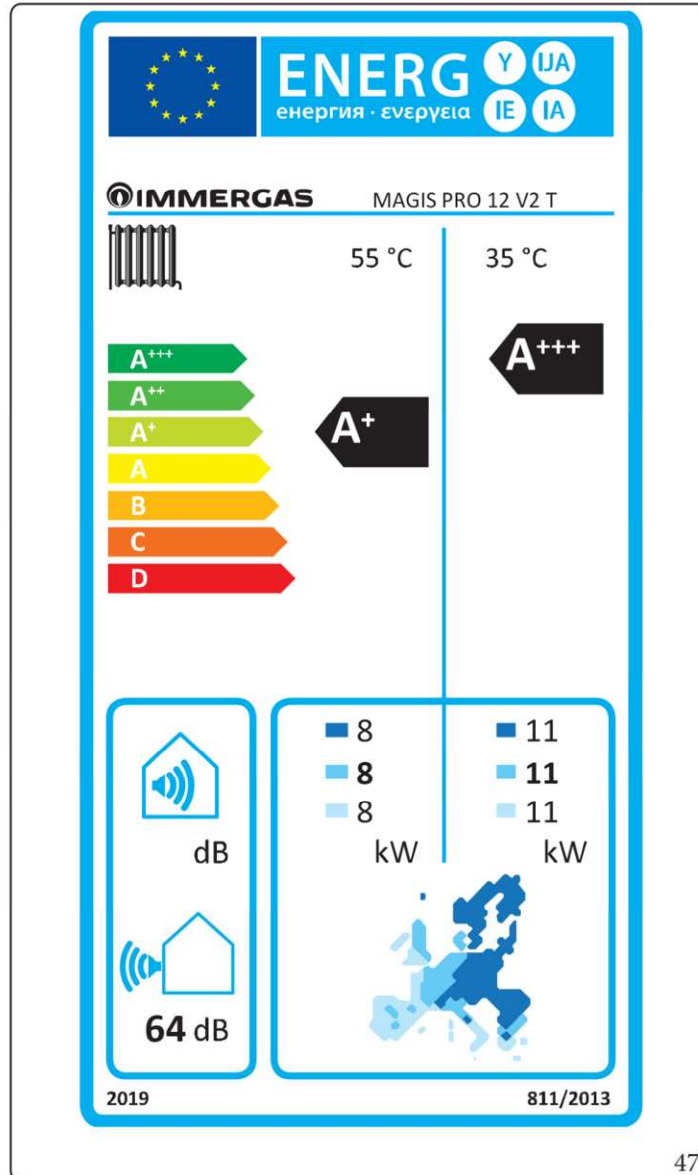 ENERG Y IJA
енергия · ενεργεια IE IA
IMMERGAS MAGIS PRO 12 V2 T
55 °C 35 °C
A+++
A+++
A++
A+
A+
A
B
C
D
8 11
8 11
8 11
dB kW kW
64 dB
2019 811/2013
47